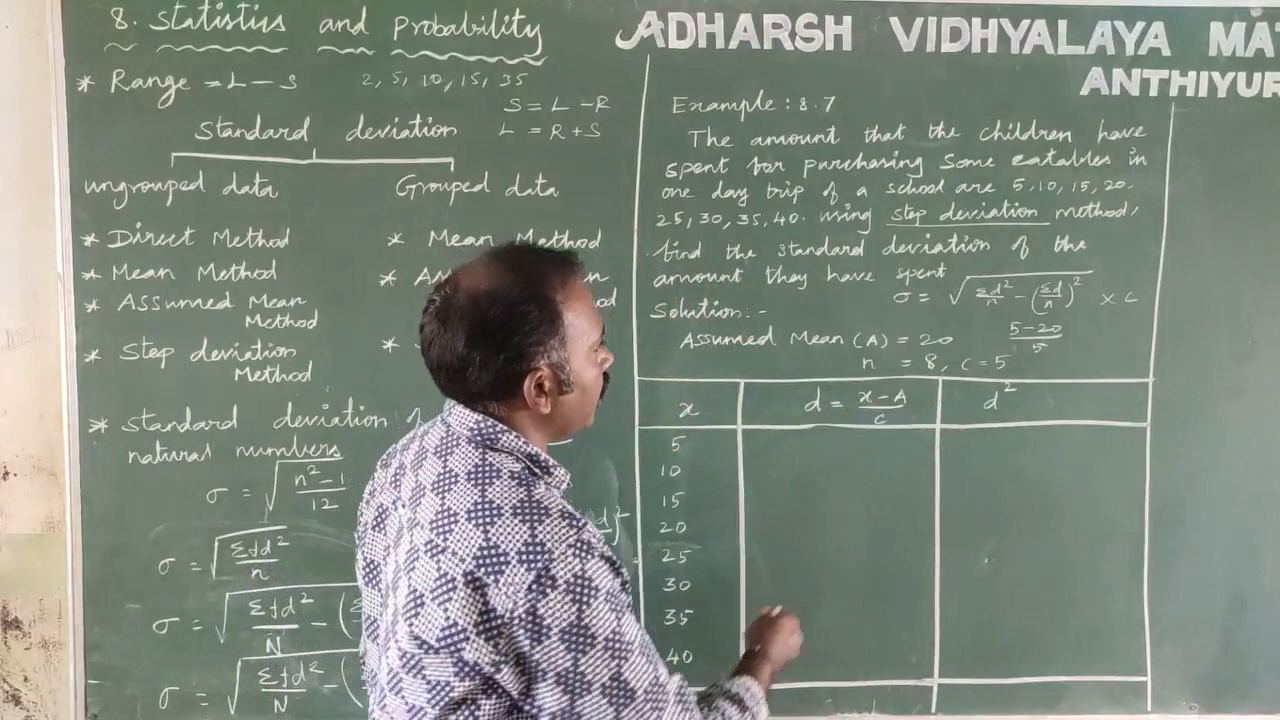 8. Statistics and Probability
* Range = L – S 2, 5, 10, 15, 35
S = L – R
L = R + S
Standard deviation
ungrouped data
* Direct Method
* Mean Method
* Assumed Mean
Method
* Step deviation
Method
Grouped data
* Mean Method
*
*
* Standard deviation of
natural numbers
σ = √((n² – 1)/12)
σ = √(Σfd²/n)
σ = √(Σfd²/N – (
σ = √(Σfd²/N – (
ADHARSH VIDHYALAYA MA
ANTHIYUR
Example : 8.7
The amount that the children have
spent for purchasing some eatables in
one day trip of a school are 5, 10, 15, 20.
25, 30, 35, 40. using step deviation method,
find the standard deviation of the
amount they have spent
σ = √(Σd²/n – (Σd/n)²) × c
Solution:-
Assumed Mean (A) = 20 (5–20)/5
n = 8, c = 5
x d = (x – A)/c d²
5
10
15
20
25
30
35
40